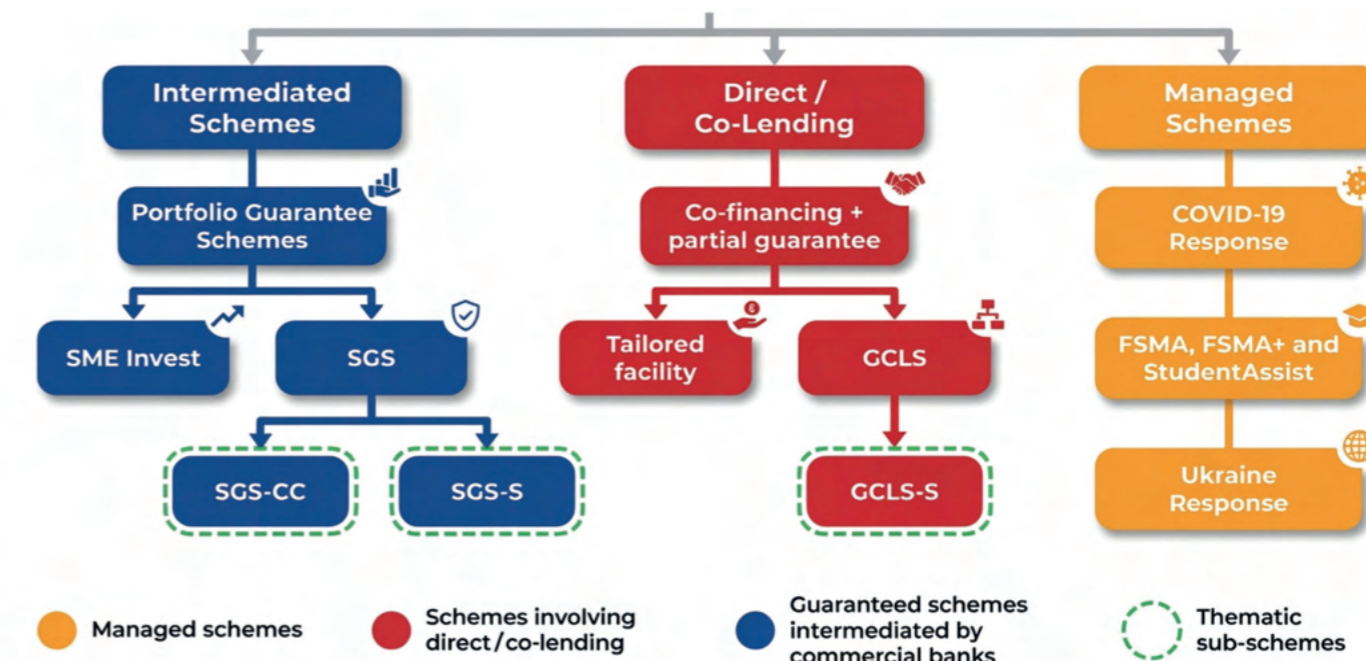 Intermediated
Schemes
Direct /
Co-Lending
Managed
Schemes
Portfolio Guarantee
Schemes
Co-financing +
partial guarantee
COVID-19
Response
SME Invest
SGS
Tailored
facility
GCLS
FSMA, FSMA+ and
StudentAssist
SGS-CC
SGS-S
GCLS-S
Ukraine
Response
Managed schemes
Schemes involving
direct/co-lending
Guaranteed schemes
intermediated by
commercial banks
Thematic
sub-schemes